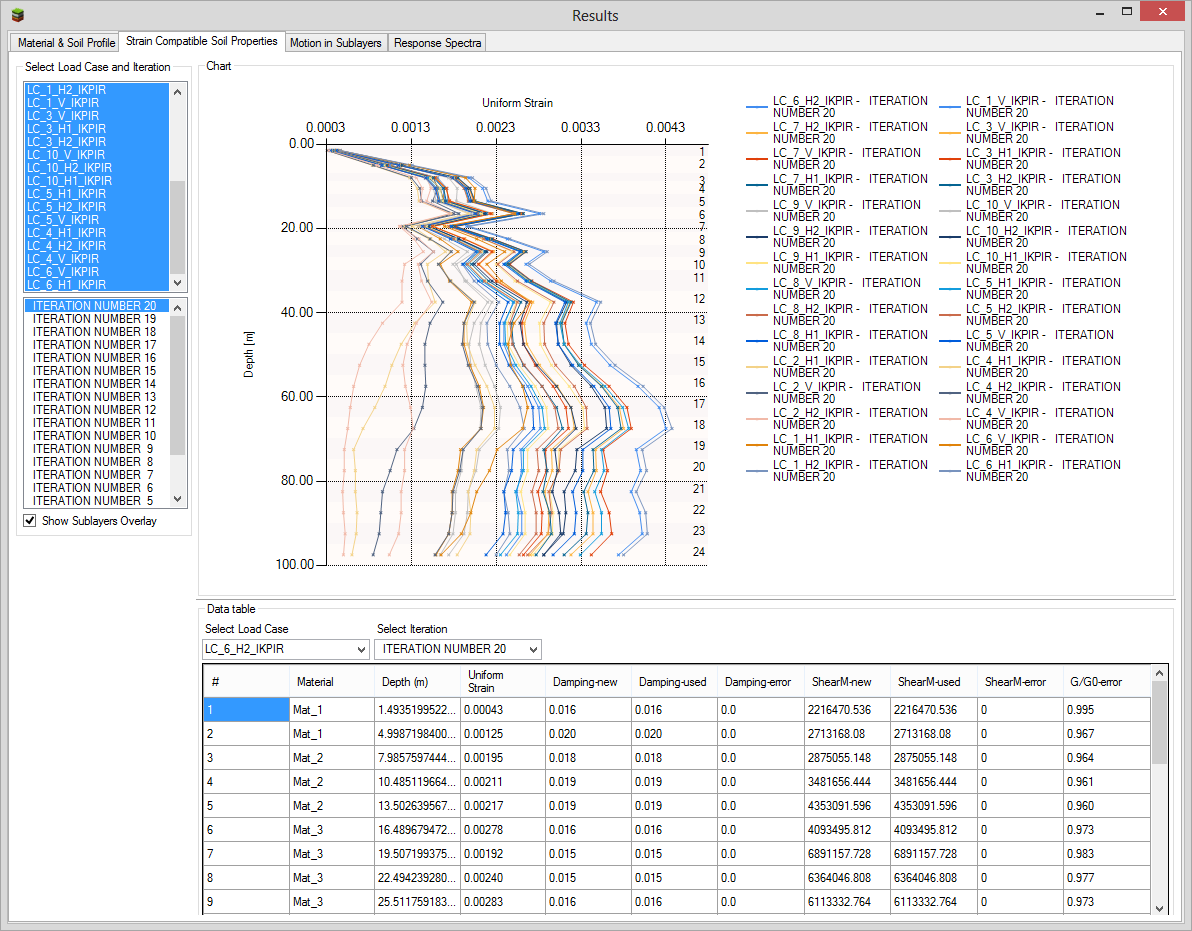 Results
Material & Soil Profile
Strain Compatible Soil Properties
Motion in Sublayers
Response Spectra
Select Load Case and Iteration
LC_1_H2_IKPIR
LC_1_V_IKPIR
LC_3_V_IKPIR
LC_3_H1_IKPIR
LC_3_H2_IKPIR
LC_10_V_IKPIR
LC_10_H2_IKPIR
LC_10_H1_IKPIR
LC_5_H1_IKPIR
LC_5_H2_IKPIR
LC_5_V_IKPIR
LC_4_H1_IKPIR
LC_4_H2_IKPIR
LC_4_V_IKPIR
LC_6_V_IKPIR
LC_6_H1_IKPIR
ITERATION NUMBER 20
ITERATION NUMBER 19
ITERATION NUMBER 18
ITERATION NUMBER 17
ITERATION NUMBER 16
ITERATION NUMBER 15
ITERATION NUMBER 14
ITERATION NUMBER 13
ITERATION NUMBER 12
ITERATION NUMBER 11
ITERATION NUMBER 10
ITERATION NUMBER 9
ITERATION NUMBER 8
ITERATION NUMBER 7
ITERATION NUMBER 6
ITERATION NUMBER 5
Show Sublayers Overlay
Chart
Uniform Strain
0.0003 0.0013 0.0023 0.0033 0.0043
0.00
20.00
40.00
60.00
80.00
100.00
Depth [m]
1
2
3
4
5
6
7
8
9
10
11
12
13
14
15
16
17
18
19
20
21
22
23
24
LC_6_H2_IKPIR - ITERATION
NUMBER 20
LC_7_H2_IKPIR - ITERATION
NUMBER 20
LC_7_V_IKPIR - ITERATION
NUMBER 20
LC_7_H1_IKPIR - ITERATION
NUMBER 20
LC_9_V_IKPIR - ITERATION
NUMBER 20
LC_9_H2_IKPIR - ITERATION
NUMBER 20
LC_9_H1_IKPIR - ITERATION
NUMBER 20
LC_8_V_IKPIR - ITERATION
NUMBER 20
LC_8_H2_IKPIR - ITERATION
NUMBER 20
LC_8_H1_IKPIR - ITERATION
NUMBER 20
LC_2_H1_IKPIR - ITERATION
NUMBER 20
LC_2_V_IKPIR - ITERATION
NUMBER 20
LC_2_H2_IKPIR - ITERATION
NUMBER 20
LC_1_H1_IKPIR - ITERATION
NUMBER 20
LC_1_H2_IKPIR - ITERATION
NUMBER 20
LC_1_V_IKPIR - ITERATION
NUMBER 20
LC_3_V_IKPIR - ITERATION
NUMBER 20
LC_3_H1_IKPIR - ITERATION
NUMBER 20
LC_3_H2_IKPIR - ITERATION
NUMBER 20
LC_10_V_IKPIR - ITERATION
NUMBER 20
LC_10_H2_IKPIR - ITERATION
NUMBER 20
LC_10_H1_IKPIR - ITERATION
NUMBER 20
LC_5_H1_IKPIR - ITERATION
NUMBER 20
LC_5_H2_IKPIR - ITERATION
NUMBER 20
LC_5_V_IKPIR - ITERATION
NUMBER 20
LC_4_H1_IKPIR - ITERATION
NUMBER 20
LC_4_H2_IKPIR - ITERATION
NUMBER 20
LC_4_V_IKPIR - ITERATION
NUMBER 20
LC_6_V_IKPIR - ITERATION
NUMBER 20
LC_6_H1_IKPIR - ITERATION
NUMBER 20
Data table
Select Load Case Select Iteration
LC_6_H2_IKPIR ITERATION NUMBER 20
# Material Depth (m) Uniform Strain Damping-new Damping-used Damping-error ShearM-new ShearM-used ShearM-error G/G0-error
1 Mat_1 1.4935199522... 0.00043 0.016 0.016 0.0 2216470.536 2216470.536 0 0.995
2 Mat_1 4.9987198400... 0.00125 0.020 0.020 0.0 2713168.08 2713168.08 0 0.967
3 Mat_2 7.9857597444... 0.00195 0.018 0.018 0.0 2875055.148 2875055.148 0 0.964
4 Mat_2 10.485119664... 0.00211 0.019 0.019 0.0 3481656.444 3481656.444 0 0.961
5 Mat_2 13.502639567... 0.00217 0.019 0.019 0.0 4353091.596 4353091.596 0 0.960
6 Mat_3 16.489679472... 0.00278 0.016 0.016 0.0 4093495.812 4093495.812 0 0.973
7 Mat_3 19.507199375... 0.00192 0.015 0.015 0.0 6891157.728 6891157.728 0 0.983
8 Mat_3 22.494239280... 0.00240 0.015 0.015 0.0 6364046.808 6364046.808 0 0.977
9 Mat_3 25.511759183... 0.00283 0.016 0.016 0.0 6113332.764 6113332.764 0 0.973